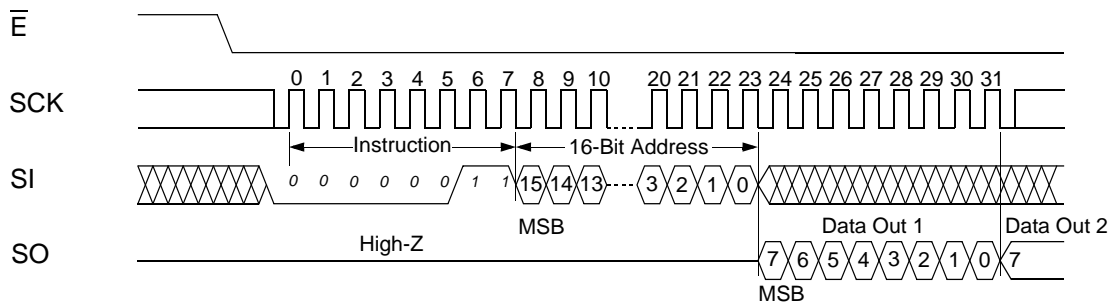 E
SCK
0 1 2 3 4 5 6 7 8 9 10 20 21 22 23 24 25 26 27 28 29 30 31
Instruction 16-Bit Address
SI
0 0 0 0 0 0 1 1 15 14 13 3 2 1 0
MSB Data Out 1 Data Out 2
High-Z
SO
7 6 5 4 3 2 1 0 7
MSB